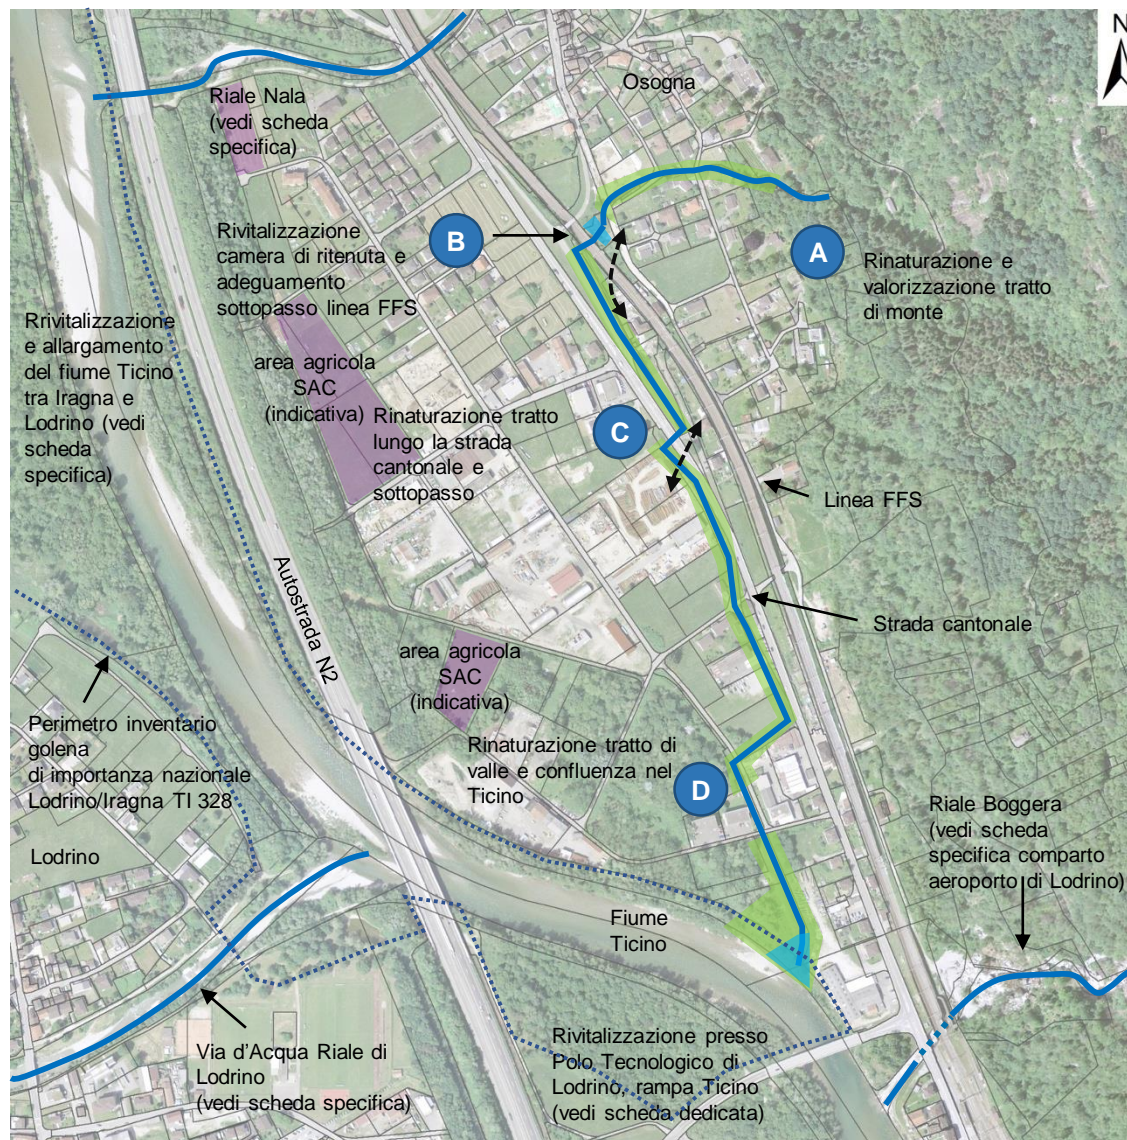 N
Osogna
Riale Nala
(vedi scheda
specifica)
Rivitalizzazione
camera di ritenuta e
adeguamento
sottopasso linea FFS
B
A
Rinaturazione e
valorizzazione tratto
di monte
Rrivitalizzazione
e allargamento
del fiume Ticino
tra Iragna e
Lodrino (vedi
scheda
specifica)
area agricola
SAC
(indicativa)
Rinaturazione tratto
lungo la strada
cantonale e
sottopasso
C
Linea FFS
Autostrada N2
Strada cantonale
area agricola
SAC
(indicativa)
Perimetro inventario
golena
di importanza nazionale
Lodrino/Iragna TI 328
Rinaturazione tratto di
valle e confluenza nel
Ticino
D
Riale Boggera
(vedi scheda
specifica comparto
aeroporto di Lodrino)
Lodrino
Fiume
Ticino
Via d'Acqua Riale di
Lodrino
(vedi scheda specifica)
Rivitalizzazione presso
Polo Tecnologico di
Lodrino, rampa Ticino
(vedi scheda dedicata)